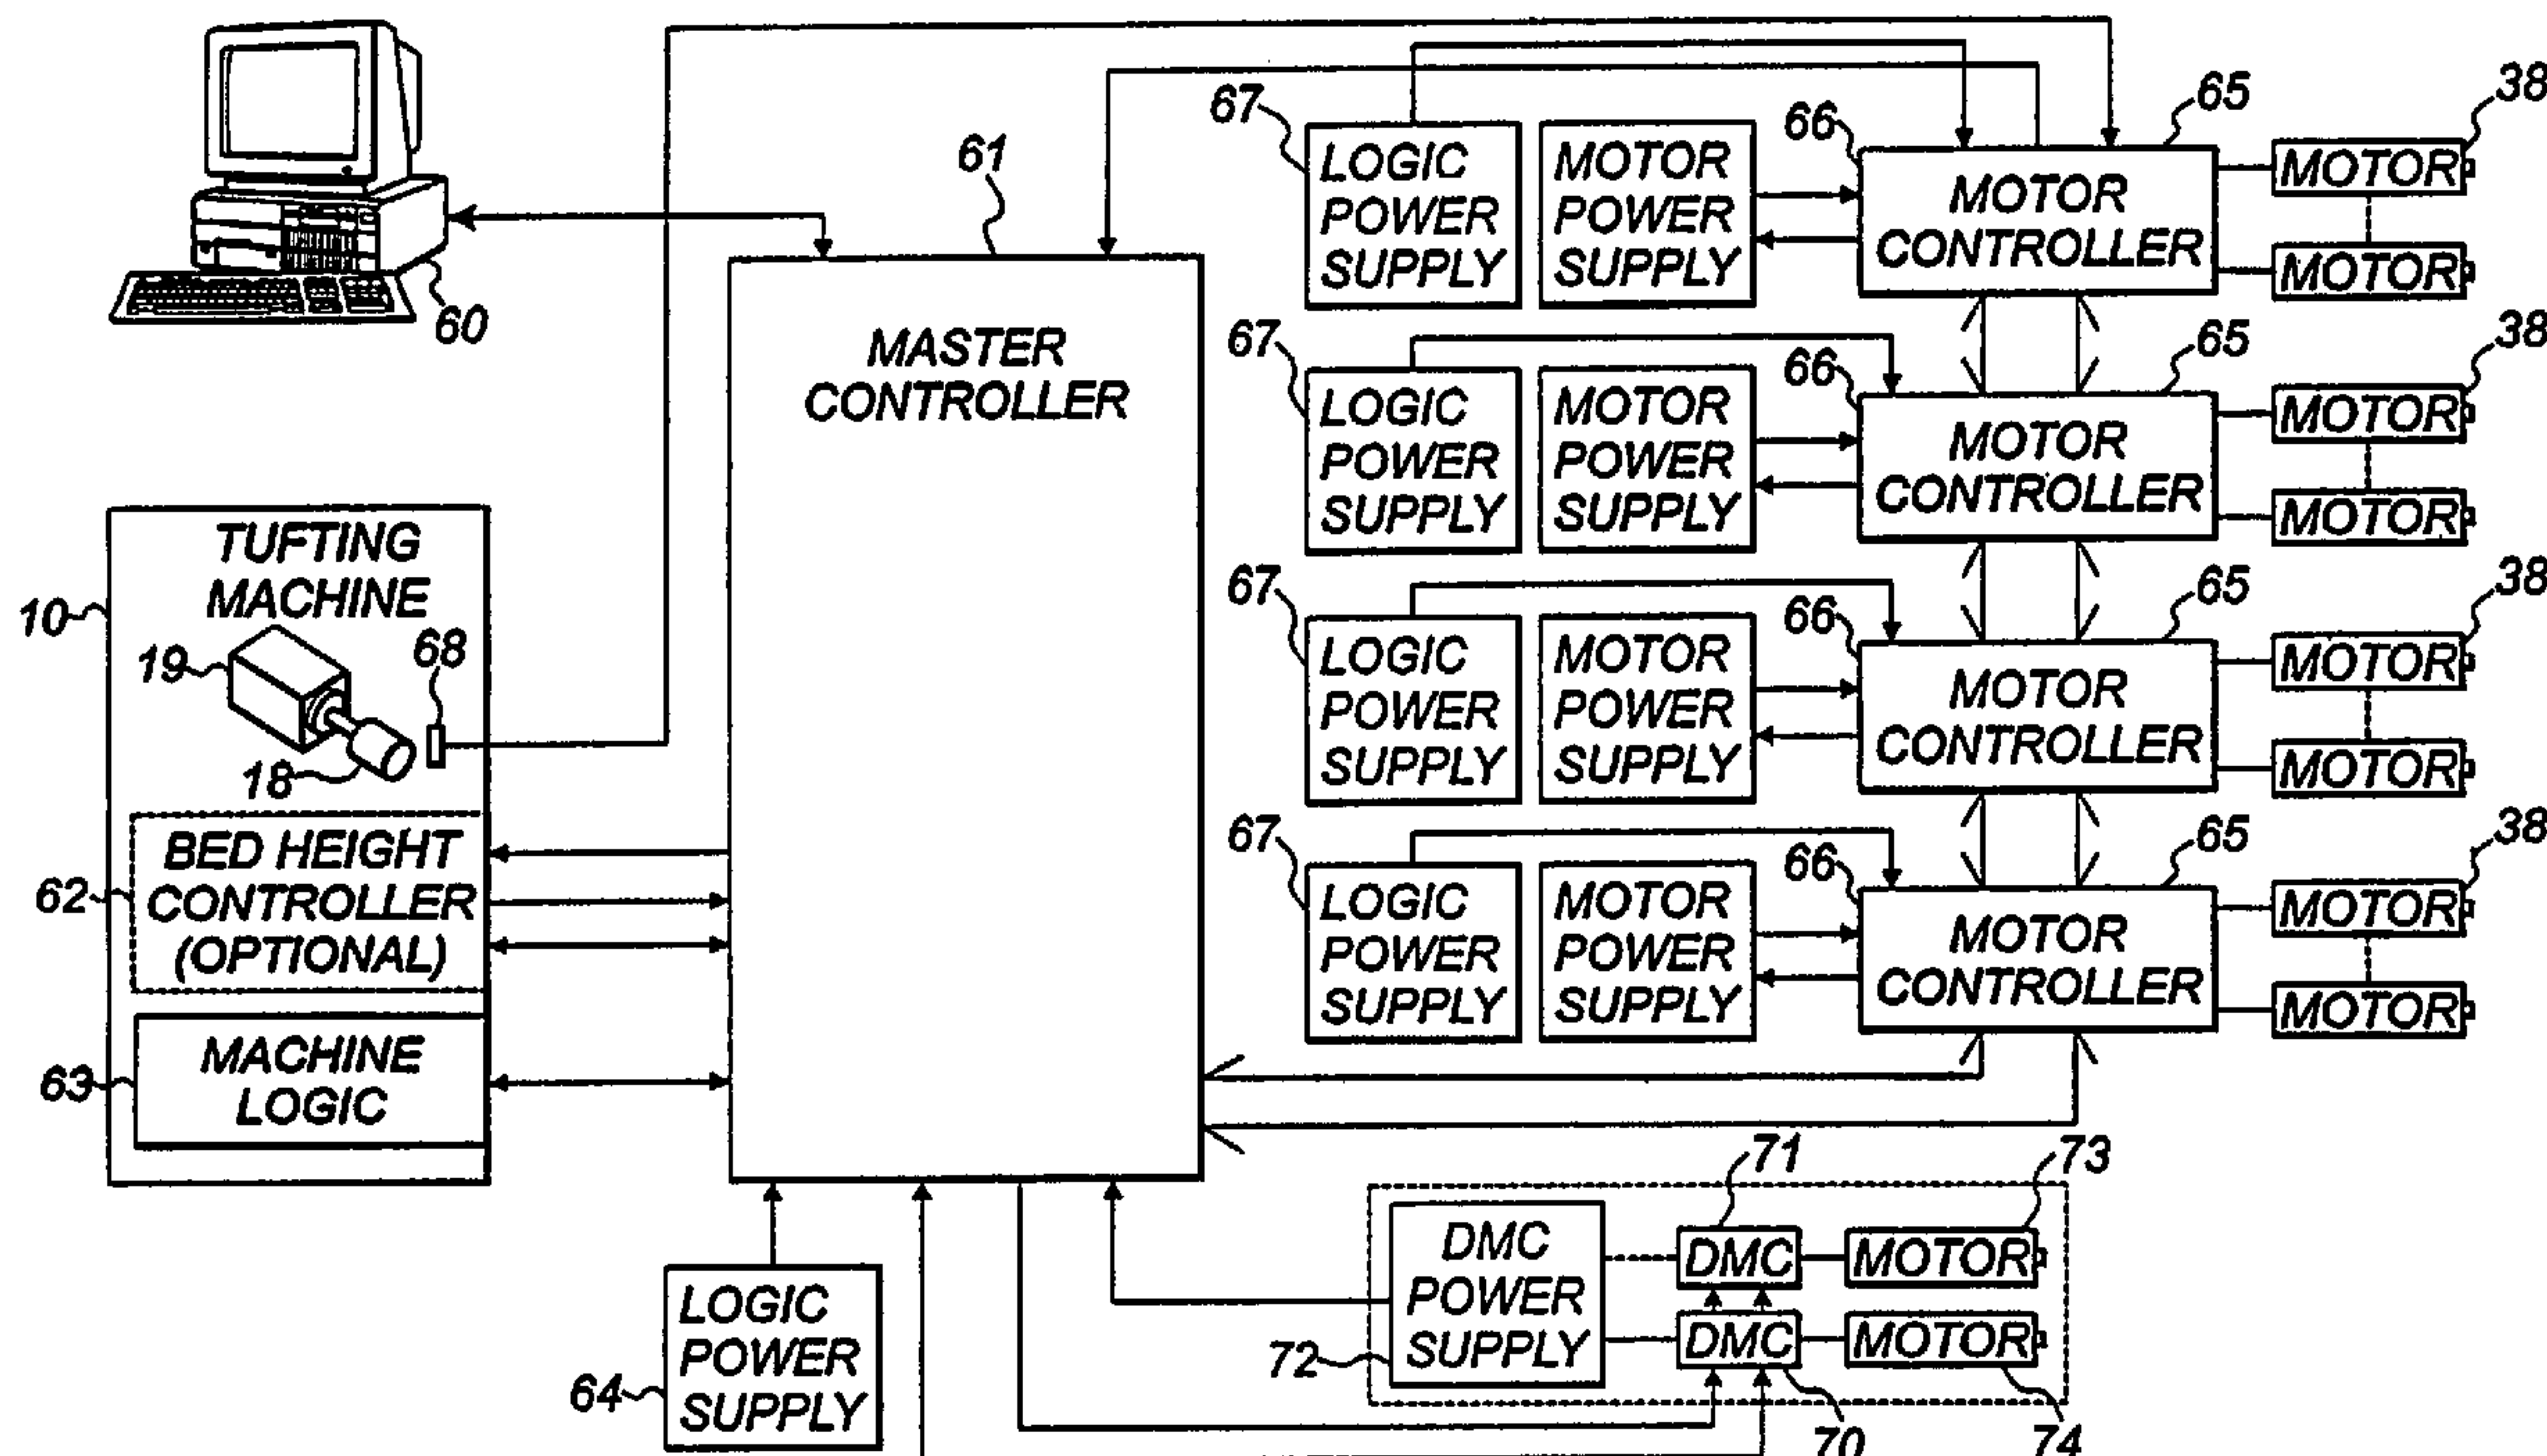 60
61
MASTER
CONTROLLER
10
TUFTING
MACHINE
19
68
18
62
BED HEIGHT
CONTROLLER
(OPTIONAL)
63
MACHINE
LOGIC
64
LOGIC
POWER
SUPPLY
67
LOGIC
POWER
SUPPLY
MOTOR
POWER
SUPPLY
66
65
MOTOR
CONTROLLER
38
MOTOR
MOTOR
67
LOGIC
POWER
SUPPLY
MOTOR
POWER
SUPPLY
66
65
MOTOR
CONTROLLER
38
MOTOR
MOTOR
67
LOGIC
POWER
SUPPLY
MOTOR
POWER
SUPPLY
66
65
MOTOR
CONTROLLER
38
MOTOR
MOTOR
67
LOGIC
POWER
SUPPLY
MOTOR
POWER
SUPPLY
66
65
MOTOR
CONTROLLER
38
MOTOR
MOTOR
72
DMC
POWER
SUPPLY
71
DMC
73
MOTOR
DMC
MOTOR
70
74